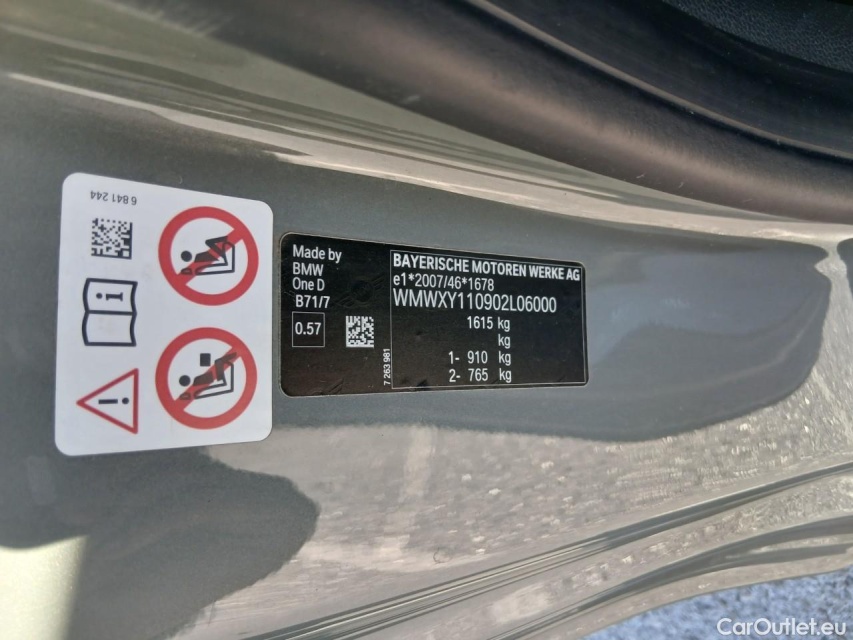 6 841 244
Made by
BMW
One D
B71/7
0.57
7 263 981
BAYERISCHE MOTOREN WERKE AG
e1*2007/46*1678
WMWXY110902L06000
1615 kg
kg
1- 910 kg
2- 765 kg
CarOutlet.eu